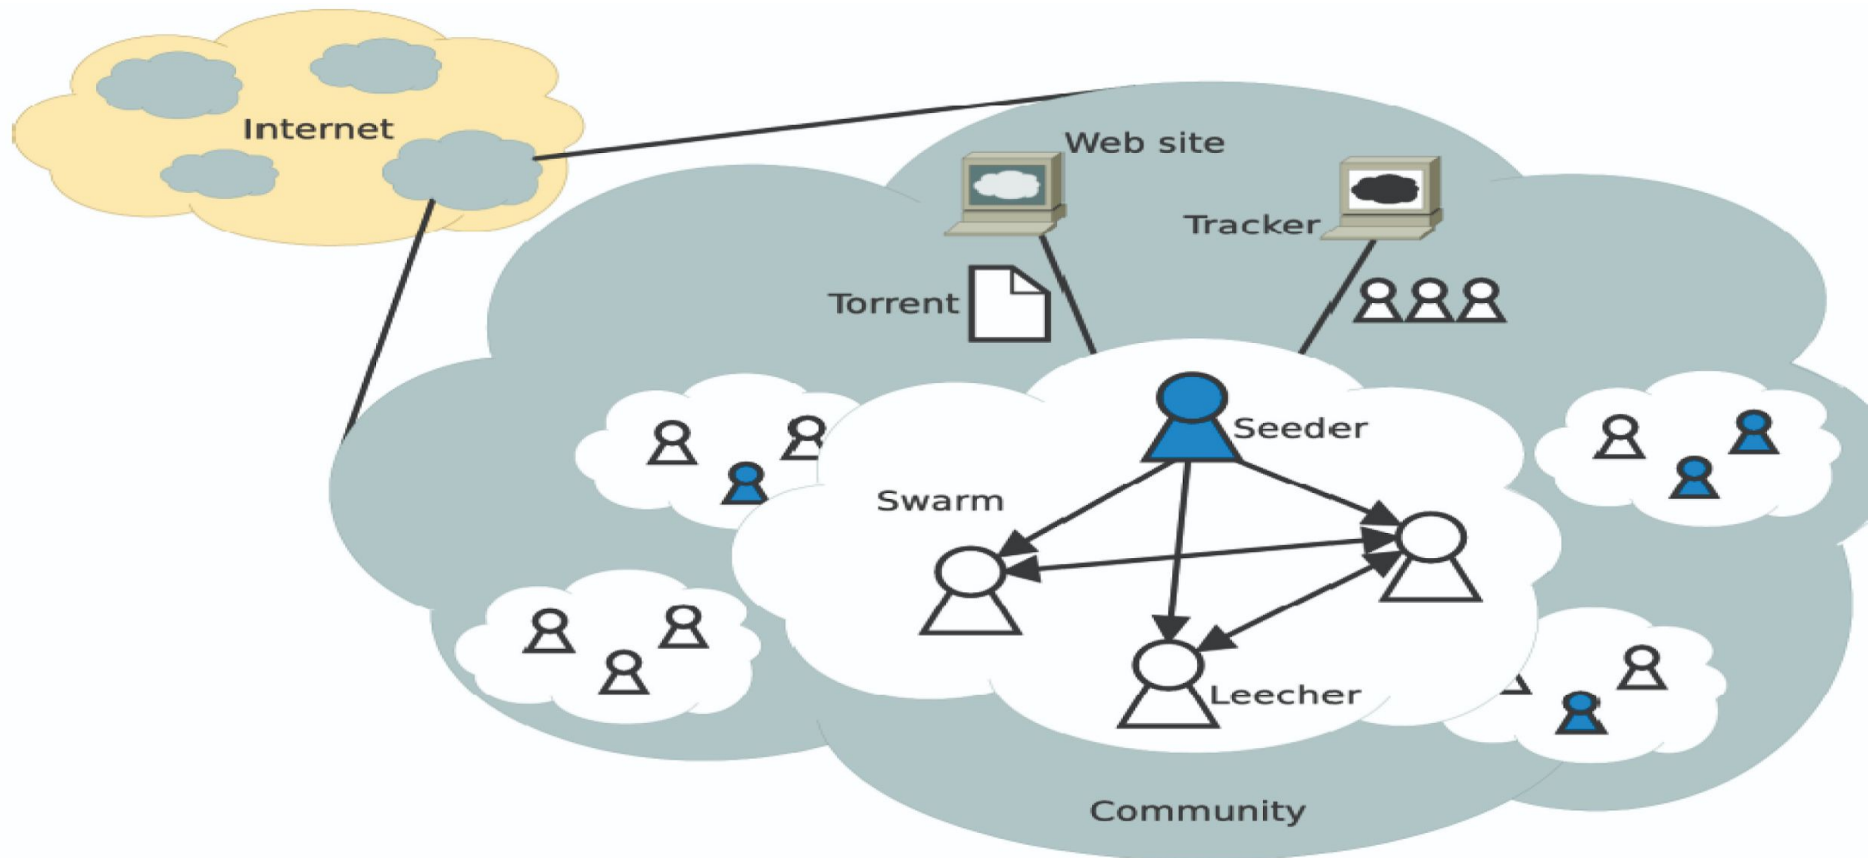 Internet
Web site
Tracker
Torrent
Seeder
Swarm
Leecher
Community